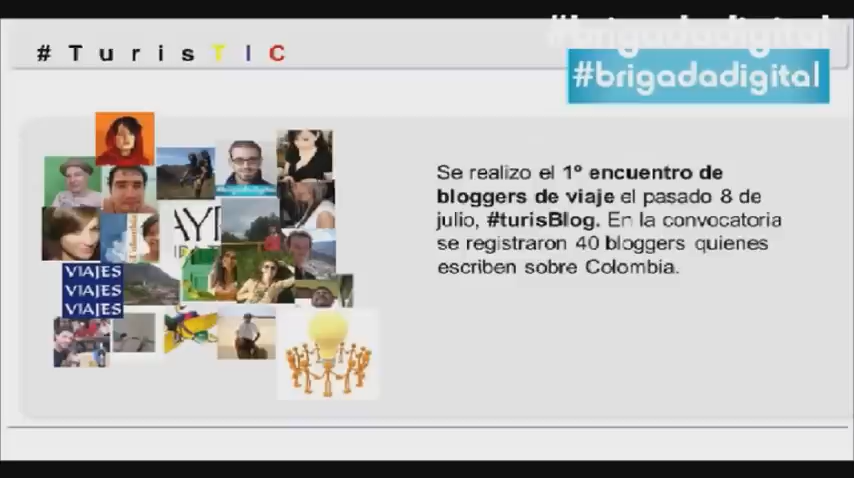 #brigadadigital
# T u r i s T I C
#brigadadigital
Se realizo el 1º encuentro de
bloggers de viaje el pasado 8 de
julio, #turisBlog. En la convocatoria
se registraron 40 bloggers quienes
escriben sobre Colombia.
VIAJES
VIAJES
VIAJES